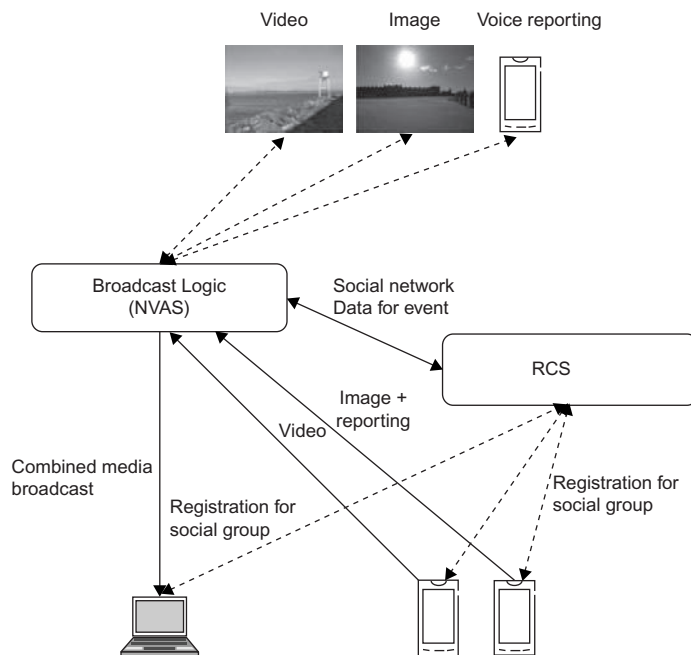 Video
Image
Voice reporting
Broadcast Logic
(NVAS)
Social network
Data for event
RCS
Image +
reporting
Video
Combined media
broadcast
Registration for
social group
Registration for
social group